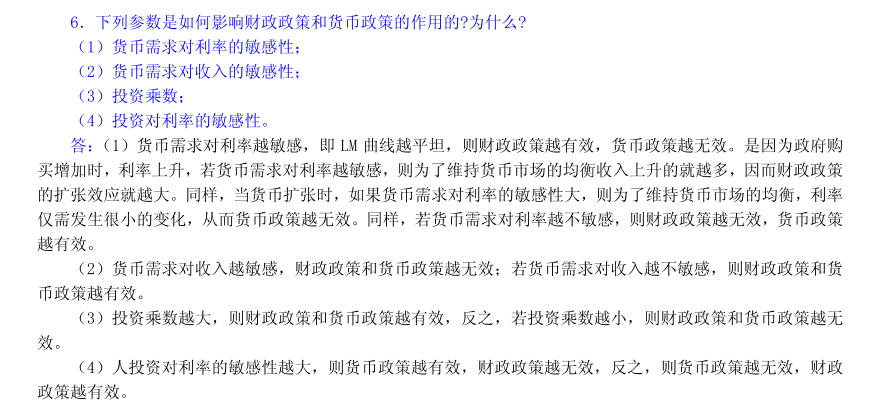 6．下列参数是如何影响财政政策和货币政策的作用的?为什么?
（1）货币需求对利率的敏感性；
（2）货币需求对收入的敏感性；
（3）投资乘数；
（4）投资对利率的敏感性。
答：（1）货币需求对利率越敏感，即 LM 曲线越平坦，则财政政策越有效，货币政策越无效。是因为政府购
买增加时，利率上升，若货币需求对利率越敏感，则为了维持货币市场的均衡收入上升的就越多，因而财政政策
的扩张效应就越大。同样，当货币扩张时，如果货币需求对利率的敏感性大，则为了维持货币市场的均衡，利率
仅需发生很小的变化，从而货币政策越无效。同样，若货币需求对利率越不敏感，则财政政策越无效，货币政策
越有效。
（2）货币需求对收入越敏感，财政政策和货币政策越无效；若货币需求对收入越不敏感，则财政政策和货
币政策越有效。
（3）投资乘数越大，则财政政策和货币政策越有效，反之，若投资乘数越小，则财政政策和货币政策越无
效。
（4）人投资对利率的敏感性越大，则货币政策越有效，财政政策越无效，反之，则货币政策越无效，财政
政策越有效。